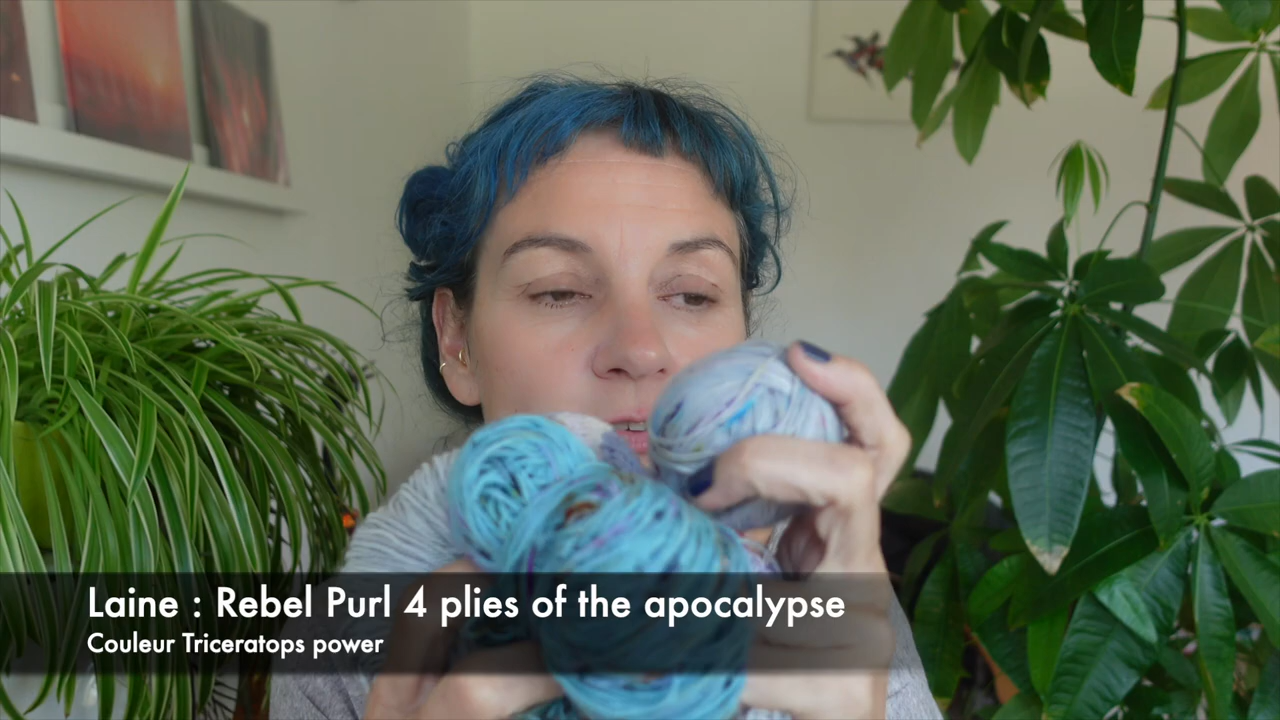 Laine : Rebel Purl 4 plies of the apocalypse
Couleur Triceratops power